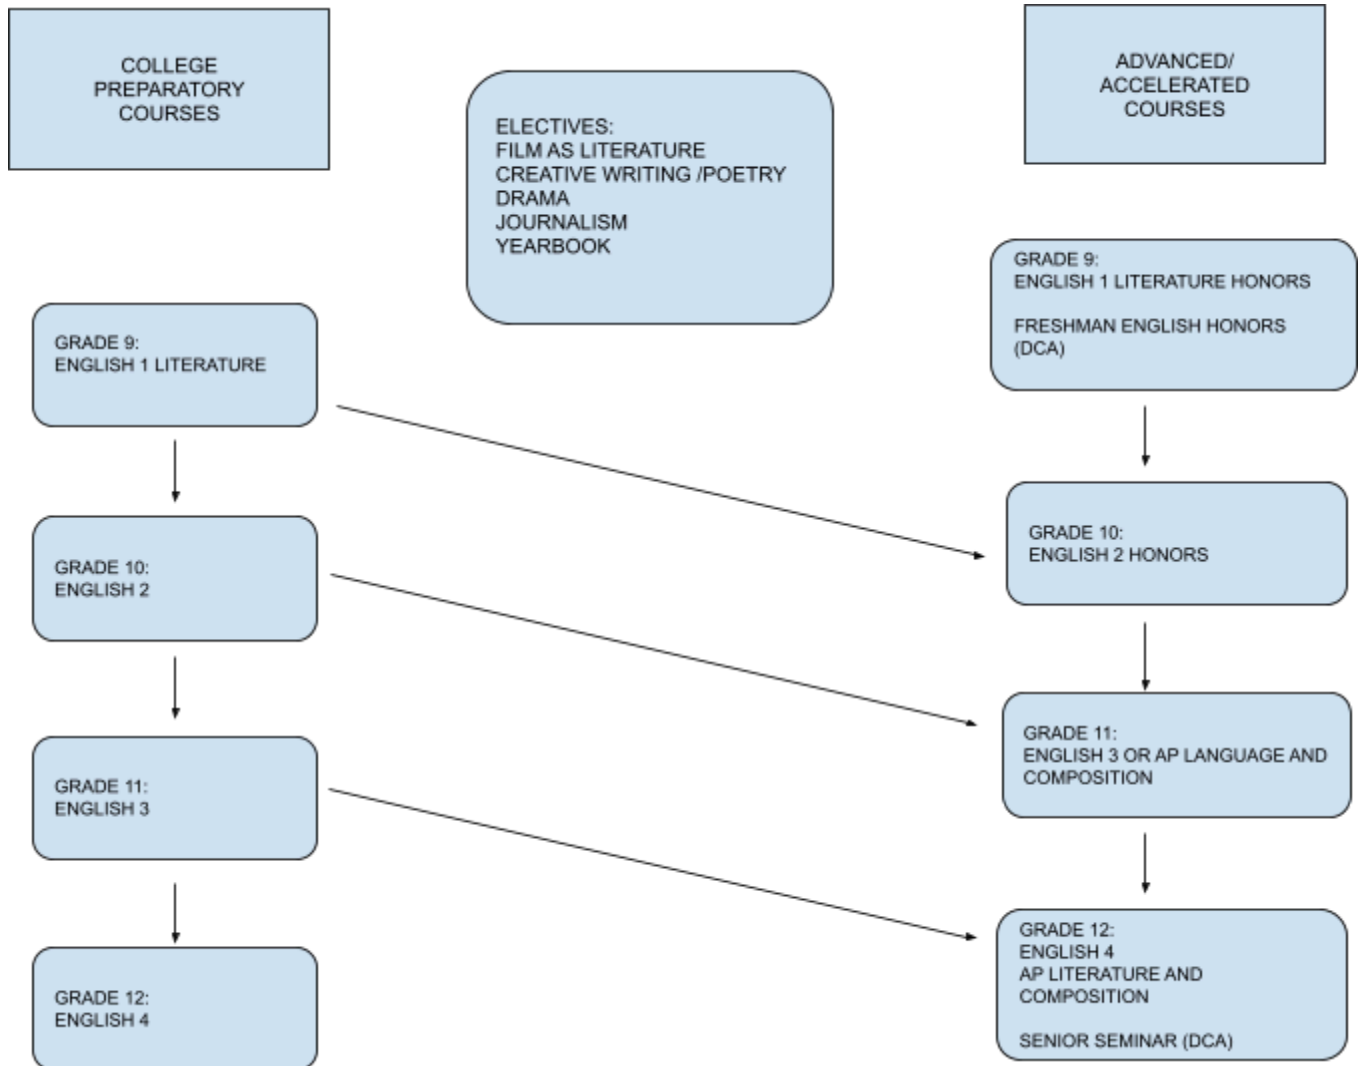 COLLEGE
PREPARATORY
COURSES
ELECTIVES:
FILM AS LITERATURE
CREATIVE WRITING /POETRY
DRAMA
JOURNALISM
YEARBOOK
ADVANCED/
ACCELERATED
COURSES
GRADE 9:
ENGLISH 1 LITERATURE
GRADE 9:
ENGLISH 1 LITERATURE HONORS
FRESHMAN ENGLISH HONORS
(DCA)
GRADE 10:
ENGLISH 2
GRADE 10:
ENGLISH 2 HONORS
GRADE 11:
ENGLISH 3
GRADE 11:
ENGLISH 3 OR AP LANGUAGE AND
COMPOSITION
GRADE 12:
ENGLISH 4
GRADE 12:
ENGLISH 4
AP LITERATURE AND
COMPOSITION
SENIOR SEMINAR (DCA)